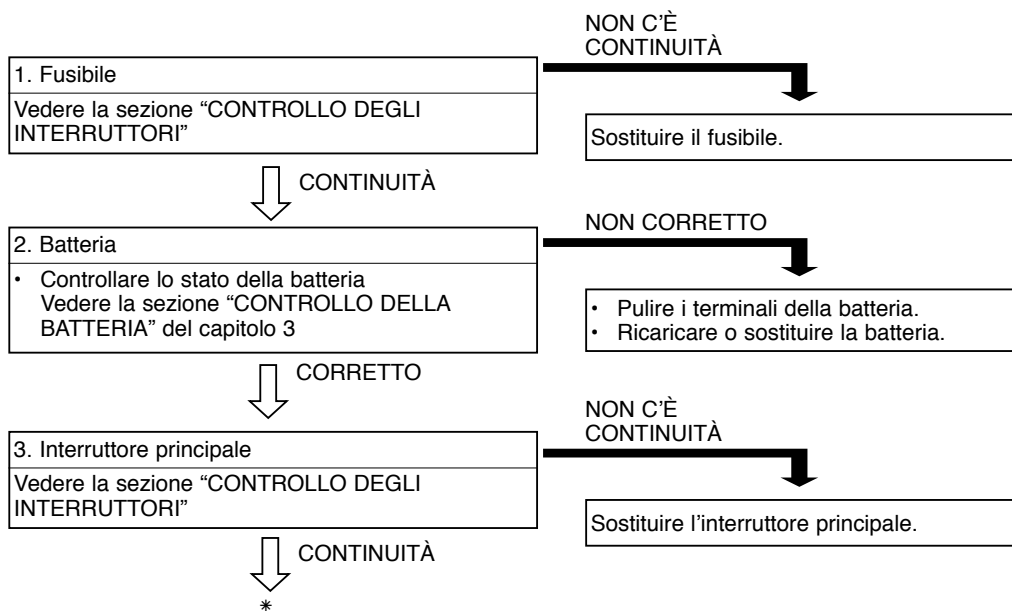 NON C'È
CONTINUITÀ
1. Fusibile
Vedere la sezione “CONTROLLO DEGLI
INTERRUTTORI”
Sostituire il fusibile.
CONTINUITÀ
NON CORRETTO
2. Batteria
• Controllare lo stato della batteria
Vedere la sezione “CONTROLLO DELLA
BATTERIA” del capitolo 3
• Pulire i terminali della batteria.
• Ricaricare o sostituire la batteria.
CORRETTO
NON C'È
CONTINUITÀ
3. Interruttore principale
Vedere la sezione “CONTROLLO DEGLI
INTERRUTTORI”
Sostituire l'interruttore principale.
CONTINUITÀ
*